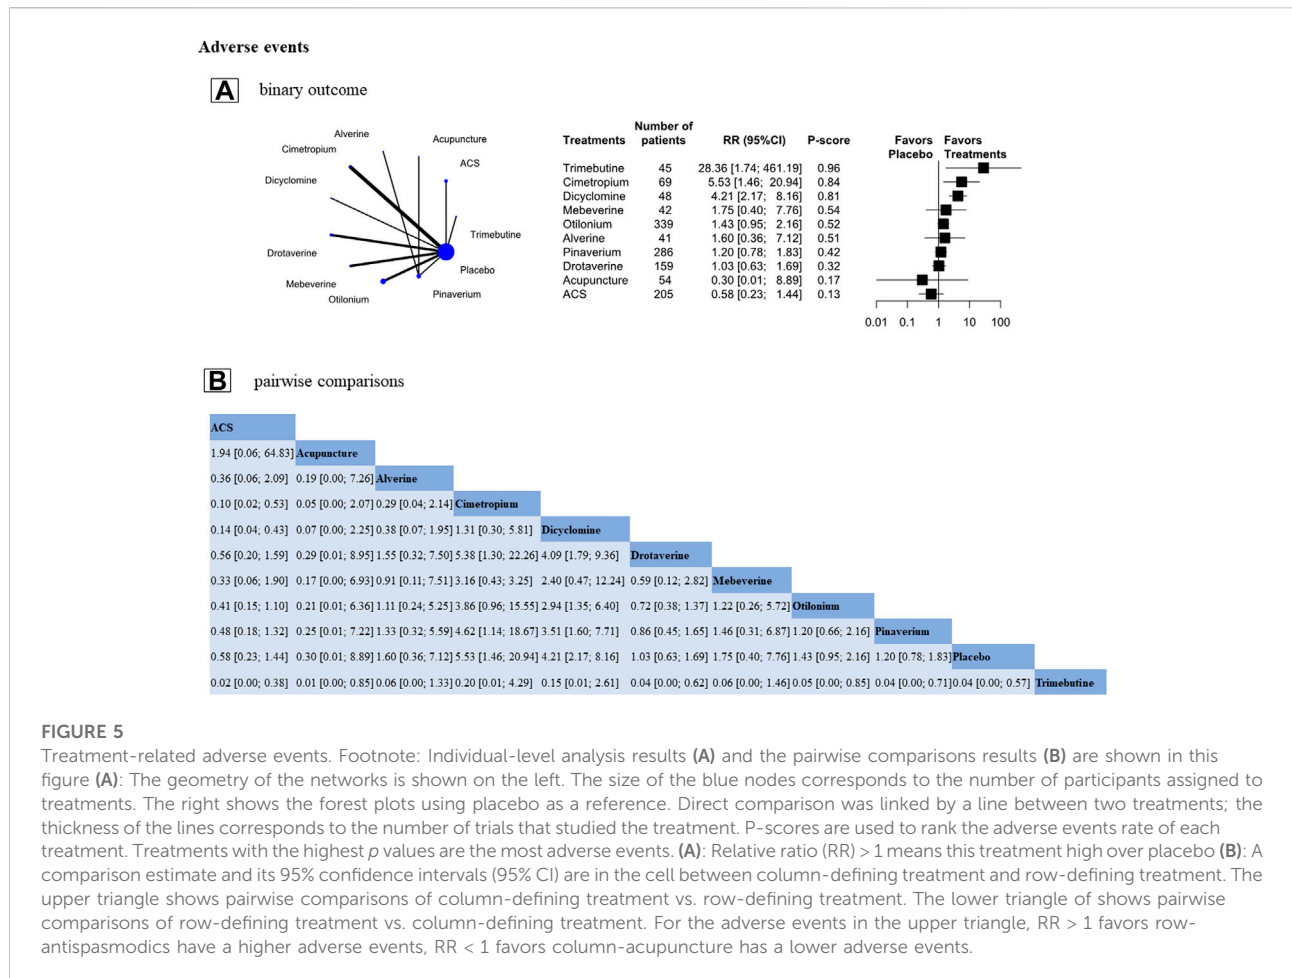 Adverse events
A binary outcome
Alverine
Acupuncture
Cimetropium
ACS
Dicyclomine
Trimebutine
Drotaverine
Placebo
Mebeverine
Pinaverium
Otilonium
Treatments Number of patients RR (95%CI) P-score Favors Placebo Favors Treatments
Trimebutine 45 28.36 [1.74; 461.19] 0.96
Cimetropium 69 5.53 [1.46; 20.94] 0.84
Dicyclomine 48 4.21 [2.17; 8.16] 0.81
Mebeverine 42 1.75 [0.40; 7.76] 0.54
Otilonium 339 1.43 [0.95; 2.16] 0.52
Alverine 41 1.60 [0.36; 7.12] 0.51
Pinaverium 286 1.20 [0.78; 1.83] 0.42
Drotaverine 159 1.03 [0.63; 1.69] 0.32
Acupuncture 54 0.30 [0.01; 8.89] 0.17
ACS 205 0.58 [0.23; 1.44] 0.13
0.01 0.1 1 10 100
B pairwise comparisons
ACS
1.94 [0.06; 64.83] Acupuncture
0.36 [0.06; 2.09] 0.19 [0.00; 7.26] Alverine
0.10 [0.02; 0.53] 0.05 [0.00; 2.07] 0.29 [0.04; 2.14] Cimetropium
0.14 [0.04; 0.43] 0.07 [0.00; 2.25] 0.38 [0.07; 1.95] 1.31 [0.30; 5.81] Dicyclomine
0.56 [0.20; 1.59] 0.29 [0.01; 8.95] 1.55 [0.32; 7.50] 5.38 [1.30; 22.26] 4.09 [1.79; 9.36] Drotaverine
0.33 [0.06; 1.90] 0.17 [0.00; 6.93] 0.91 [0.11; 7.51] 3.16 [0.43; 3.25] 2.40 [0.47; 12.24] 0.59 [0.12; 2.82] Mebeverine
0.41 [0.15; 1.10] 0.21 [0.01; 6.36] 1.11 [0.24; 5.25] 3.86 [0.96; 15.55] 2.94 [1.35; 6.40] 0.72 [0.38; 1.37] 1.22 [0.26; 5.72] Otilonium
0.48 [0.18; 1.32] 0.25 [0.01; 7.22] 1.33 [0.32; 5.59] 4.62 [1.14; 18.67] 3.51 [1.60; 7.71] 0.86 [0.45; 1.65] 1.46 [0.31; 6.87] 1.20 [0.66; 2.16] Pinaverium
0.58 [0.23; 1.44] 0.30 [0.01; 8.89] 1.60 [0.36; 7.12] 5.53 [1.46; 20.94] 4.21 [2.17; 8.16] 1.03 [0.63; 1.69] 1.75 [0.40; 7.76] 1.43 [0.95; 2.16] 1.20 [0.78; 1.83] Placebo
0.02 [0.00; 0.38] 0.01 [0.00; 0.85] 0.06 [0.00; 1.33] 0.20 [0.01; 4.29] 0.15 [0.01; 2.61] 0.04 [0.00; 0.62] 0.06 [0.00; 1.46] 0.05 [0.00; 0.85] 0.04 [0.00; 0.71] 0.04 [0.00; 0.57] Trimebutine
FIGURE 5
Treatment-related adverse events. Footnote: Individual-level analysis results (A) and the pairwise comparisons results (B) are shown in this
figure (A): The geometry of the networks is shown on the left. The size of the blue nodes corresponds to the number of participants assigned to
treatments. The right shows the forest plots using placebo as a reference. Direct comparison was linked by a line between two treatments; the
thickness of the lines corresponds to the number of trials that studied the treatment. P-scores are used to rank the adverse events rate of each
treatment. Treatments with the highest p values are the most adverse events. (A): Relative ratio (RR) > 1 means this treatment high over placebo (B): A
comparison estimate and its 95% confidence intervals (95% CI) are in the cell between column-defining treatment and row-defining treatment. The
upper triangle shows pairwise comparisons of column-defining treatment vs. row-defining treatment. The lower triangle of shows pairwise
comparisons of row-defining treatment vs. column-defining treatment. For the adverse events in the upper triangle, RR > 1 favors row-
antispasmodics have a higher adverse events, RR < 1 favors column-acupuncture has a lower adverse events.